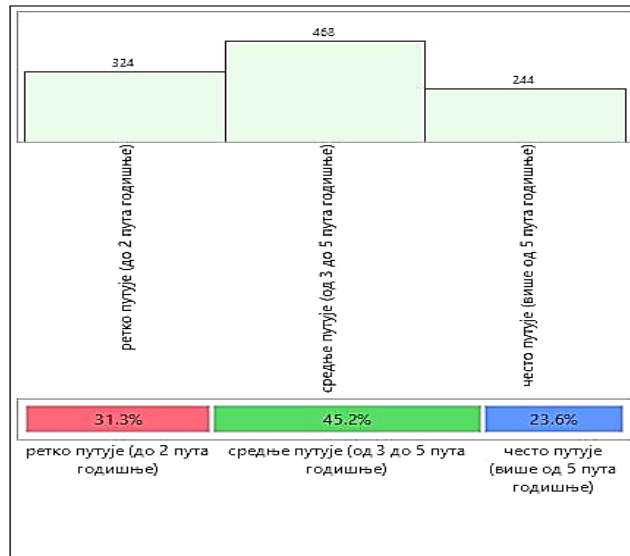 324
468
244
ретко путује (до 2 пута годишње)
средње путује (од 3 до 5 пута годишње)
често путује (више од 5 пута годишње)
31.3%
45.2%
23.6%
ретко путује (до 2 пута
годишње)
средње путује (од 3 до 5 пута
годишње)
често путује
(више од 5 пута
годишње)